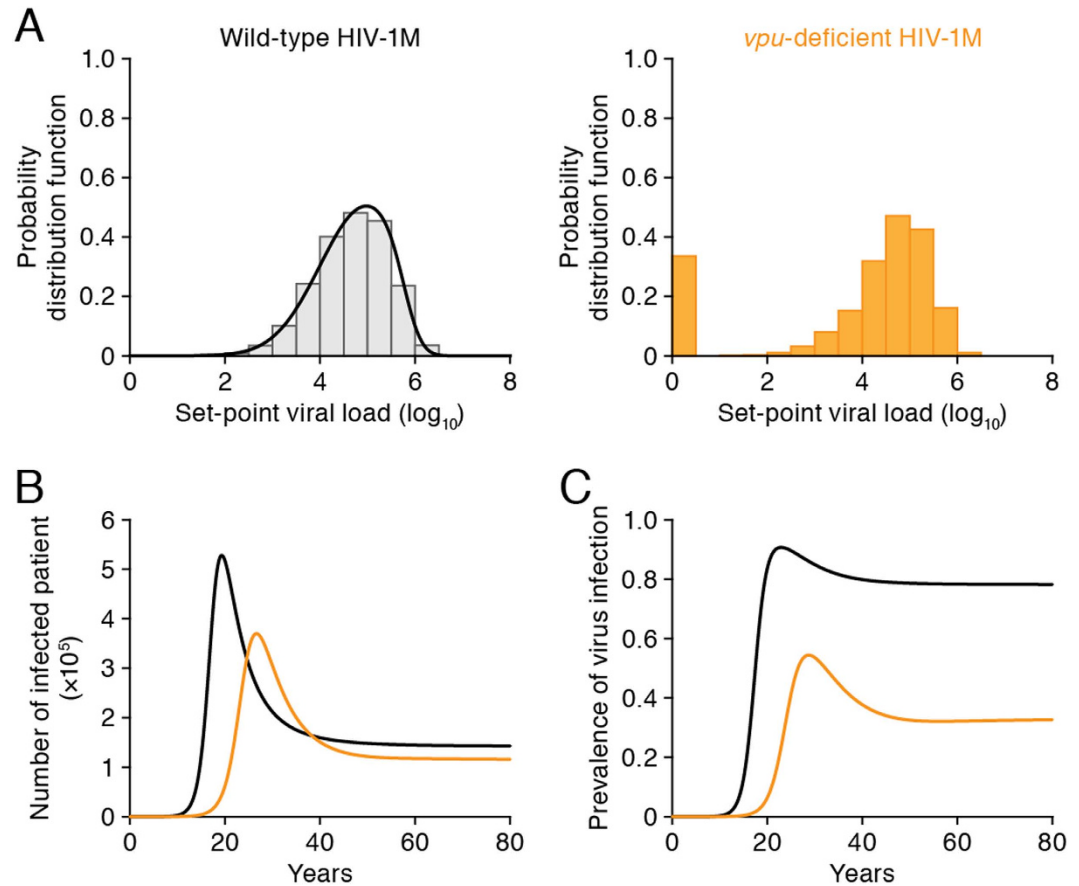 A
Wild-type HIV-1M
Probability
distribution function
1.0
0.8
0.6
0.4
0.2
0
0 2 4 6 8
Set-point viral load (log₁₀)
vpu-deficient HIV-1M
Probability
distribution function
1.0
0.8
0.6
0.4
0.2
0
0 2 4 6 8
Set-point viral load (log₁₀)
B
Number of infected patient
(×10⁵)
6
5
4
3
2
1
0
0 20 40 60 80
Years
C
Prevalence of virus infection
1.0
0.8
0.6
0.4
0.2
0
0 20 40 60 80
Years